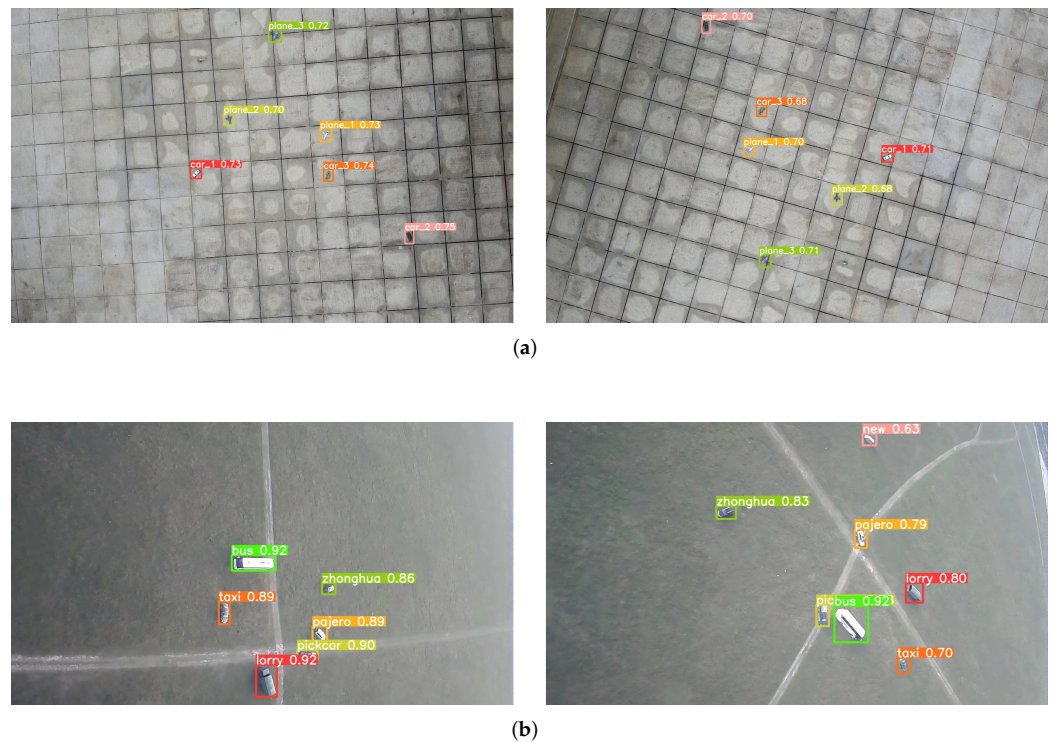 plane_3 0.72
plane_2 0.70
plane_1 0.73
car_1 0.73
car_3 0.74
car_2 0.75
car_2 0.70
car_3 0.68
plane_1 0.70
car_1 0.71
plane_2 0.68
plane_3 0.71
(a)
bus 0.92
zhonghua 0.86
taxi 0.89
pajero 0.89
pickcar 0.90
lorry 0.92
new 0.63
zhonghua 0.83
pajero 0.79
lorry 0.80
bus 0.92
taxi 0.70
(b)